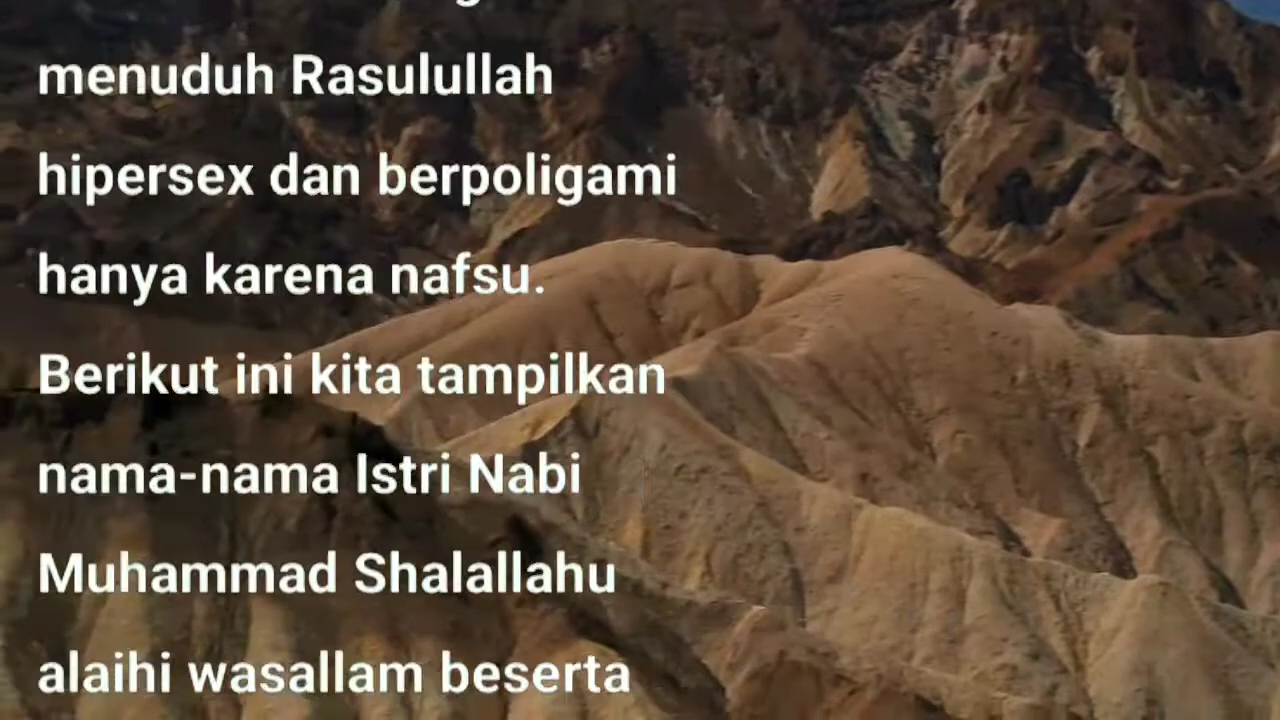 menuduh Rasulullah
hipersex dan berpoligami
hanya karena nafsu.
Berikut ini kita tampilkan
nama-nama Istri Nabi
Muhammad Shalallahu
alaihi wasallam beserta